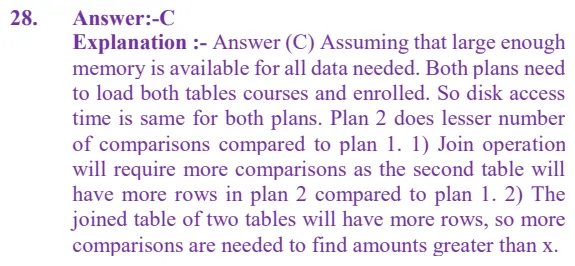 28. Answer:-C
Explanation :- Answer (C) Assuming that large enough
memory is available for all data needed. Both plans need
to load both tables courses and enrolled. So disk access
time is same for both plans. Plan 2 does lesser number
of comparisons compared to plan 1. 1) Join operation
will require more comparisons as the second table will
have more rows in plan 2 compared to plan 1. 2) The
joined table of two tables will have more rows, so more
comparisons are needed to find amounts greater than x.